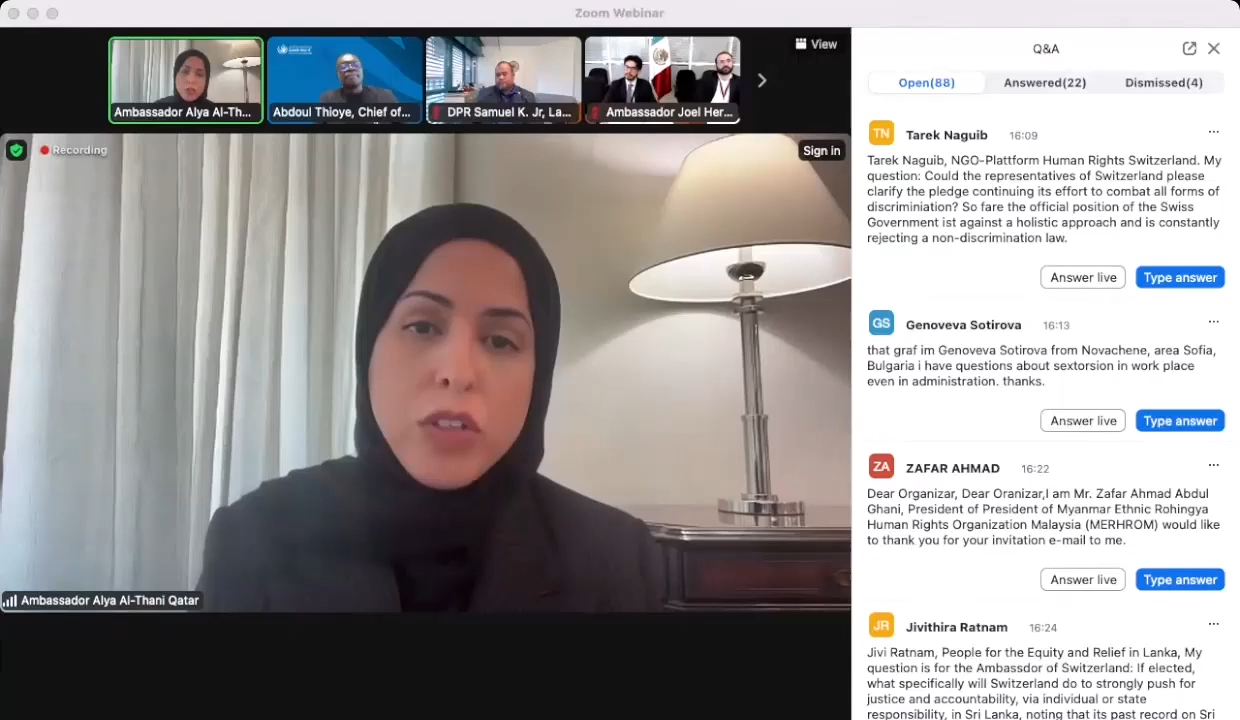 Zoom Webinar
View
Ambassador Alya Al-Th...
Abdoul Thioye, Chief of...
DPR Samuel K. Jr, La...
Ambassador Joel Her...
Recording
Sign in
Ambassador Alya Al-Thani Qatar
Q&A
Open(88)
Answered(22)
Dismissed(4)
TN
Tarek Naguib 16:09
Tarek Naguib, NGO-Plattform Human Rights Switzerland. My
question: Could the representatives of Switzerland please
clarify the pledge continuing its effort to combat all forms of
discriminiation? So fare the official position of the Swiss
Government ist against a holistic approach and is constantly
rejecting a non-discrimination law.
Answer live
Type answer
GS
Genoveva Sotirova 16:13
that graf im Genoveva Sotirova from Novachene, area Sofia,
Bulgaria i have questions about sextorsion in work place
even in administration. thanks.
Answer live
Type answer
ZA
ZAFAR AHMAD 16:22
Dear Organizar, Dear Oranizar,I am Mr. Zafar Ahmad Abdul
Ghani, President of President of Myanmar Ethnic Rohingya
Human Rights Organization Malaysia (MERHROM) would like
to thank you for your invitation e-mail to me.
Answer live
Type answer
JR
Jivithira Ratnam 16:24
Jivi Ratnam, People for the Equity and Relief in Lanka, My
question is for the Ambassdor of Switzerland: If elected,
what specifically will Switzerland do to strongly push for
justice and accountability, via individual or state
responsibility, in Sri Lanka, noting that its past record on Sri